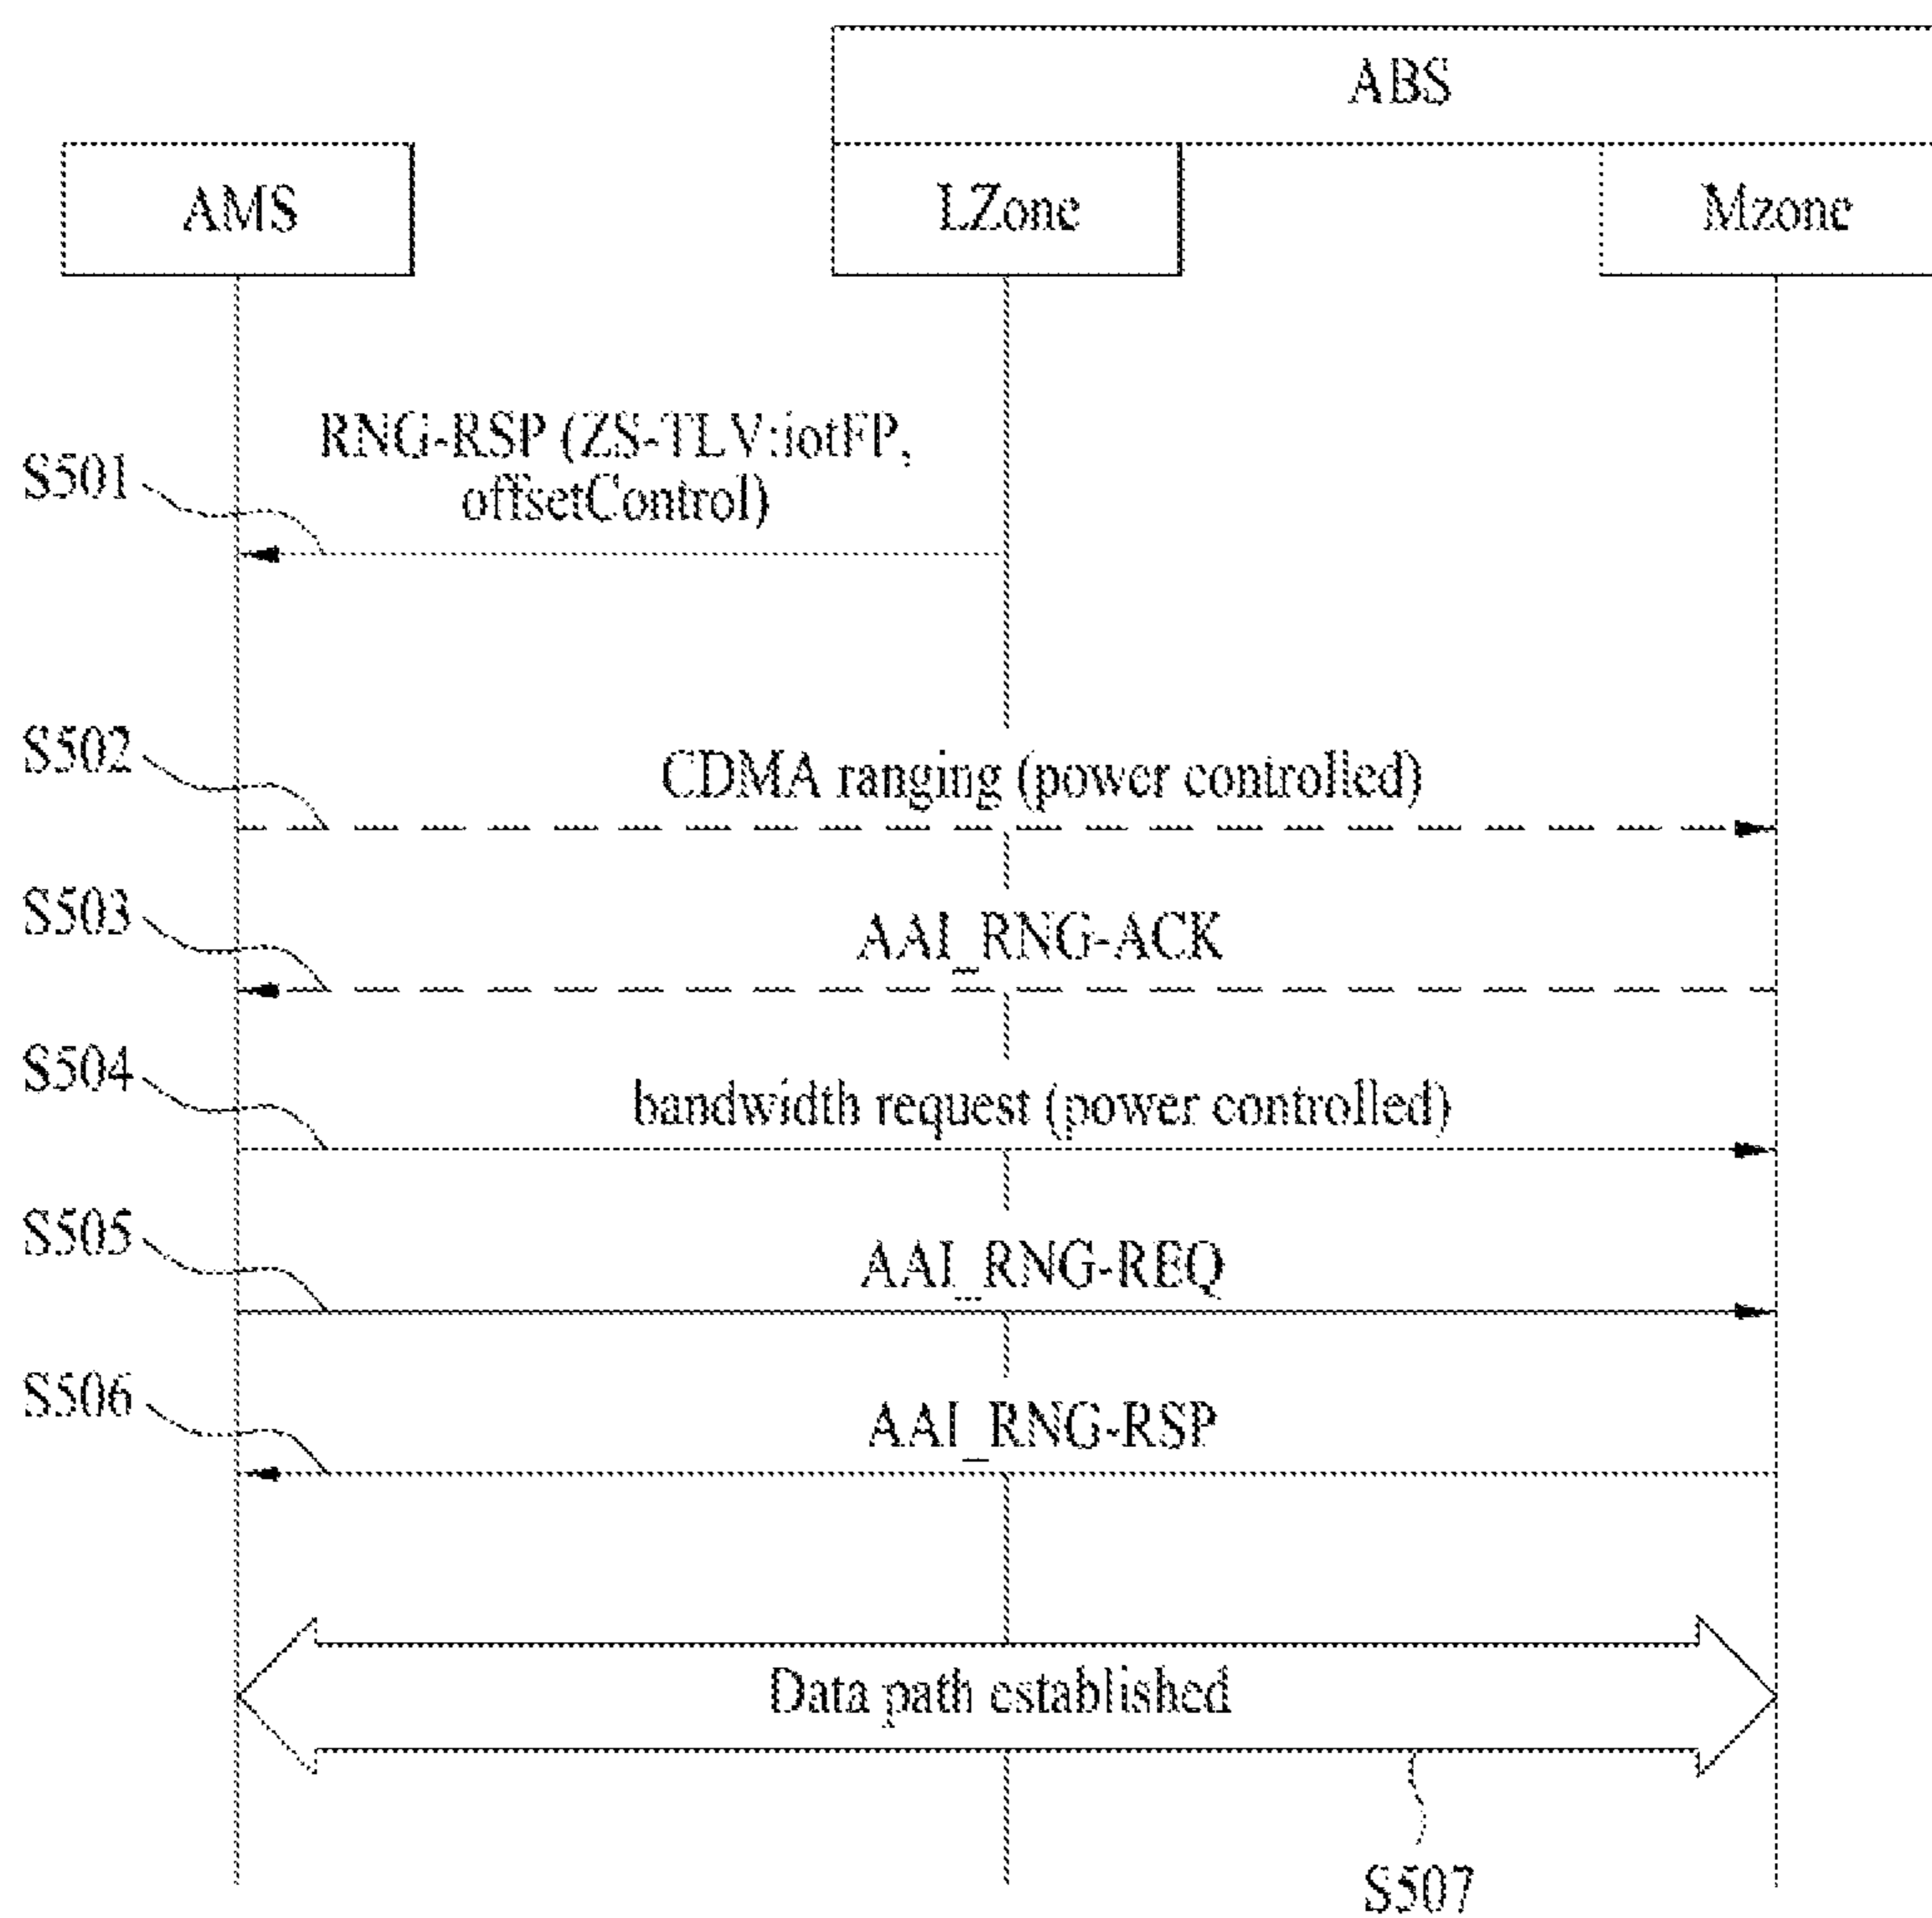 ABS
AMS
LZone
Mzone
RNG-RSP (ZS-TLV:iotFP,
offsetControl)
S501
S502
CDMA ranging (power controlled)
S503
AAI_RNG-ACK
S504
bandwidth request (power controlled)
S505
AAI_RNG-REQ
S506
AAI_RNG-RSP
Data path established
S507